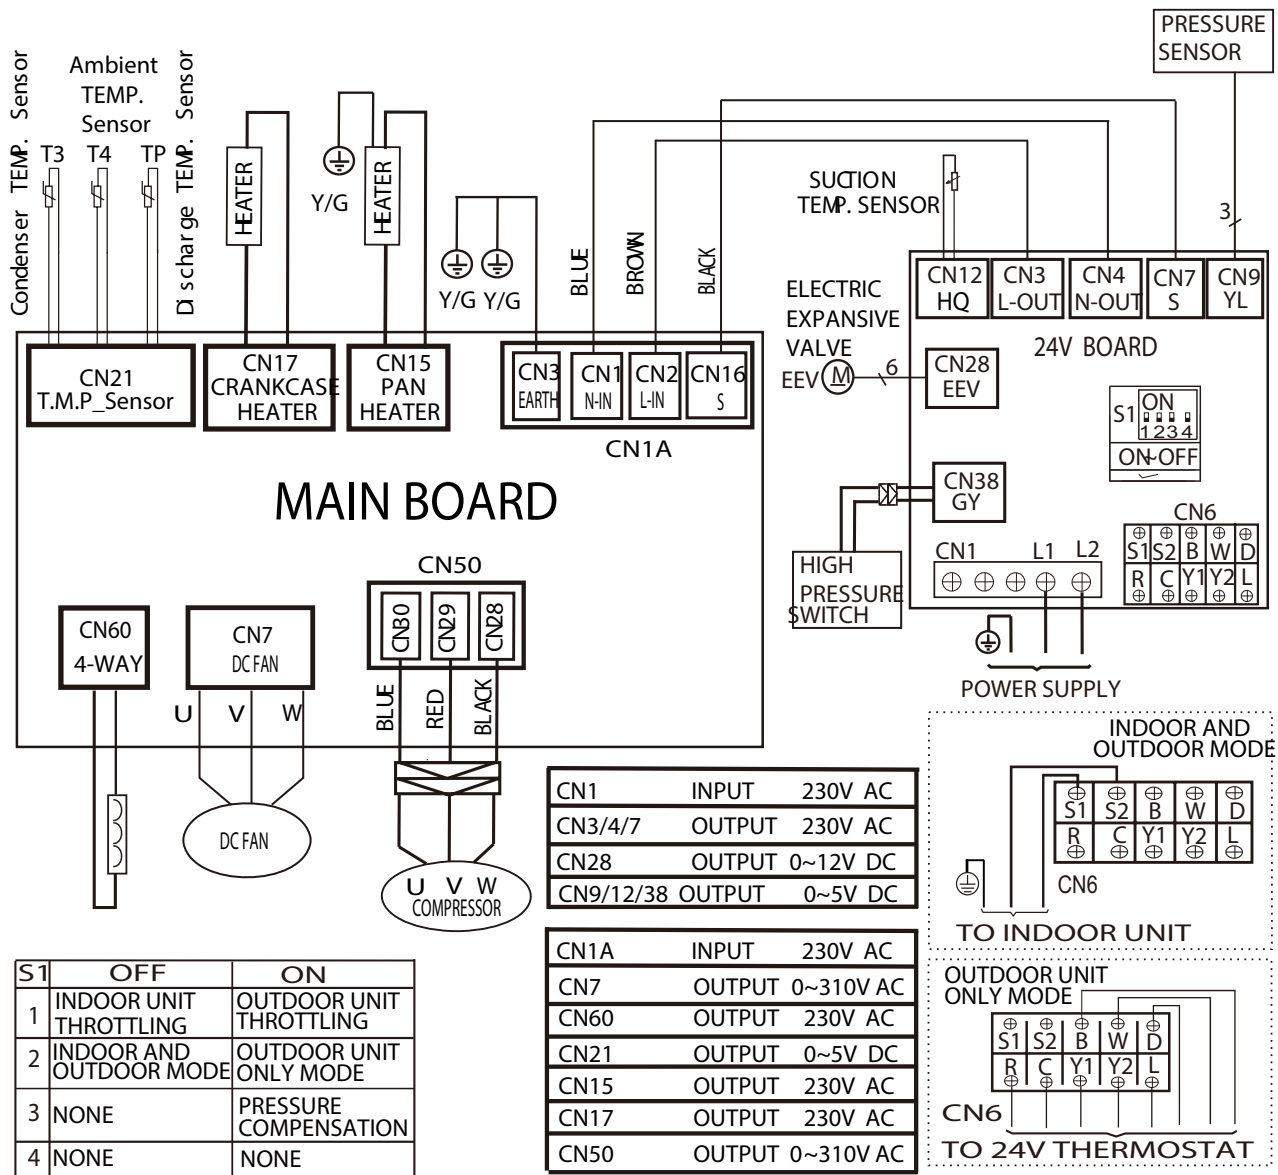 PRESSURE
SENSOR
Condenser TEMP. Sensor
Ambient
TEMP.
Sensor
Discharge TEMP. Sensor
T3 T4 TP
HEATER
Y/G
HEATER
Y/G Y/G
BLUE
BROWN
BLACK
SUCTION
TEMP. SENSOR
3
CN12
HQ
CN3
L-OUT
CN4
N-OUT
CN7
S
CN9
YL
24V BOARD
ELECTRIC
EXPANSIVE
VALVE
EEV M 6
CN28
EEV
S1 ON
1234
ON~OFF
CN38
GY
HIGH
PRESSURE
SWITCH
CN1 L1 L2
CN6
S1 S2 B W D
R C Y1 Y2 L
POWER SUPPLY
CN21
T.M.P_Sensor
CN17
CRANKCASE
HEATER
CN15
PAN
HEATER
CN3
EARTH
CN1
N-IN
CN2
L-IN
CN16
S
CN1A
MAIN BOARD
CN50
CN30
CN29
CN28
BLUE
RED
BLACK
CN60
4-WAY
CN7
DC FAN
U V W
DC FAN
U V W
COMPRESSOR
CN1 INPUT 230V AC
CN3/4/7 OUTPUT 230V AC
CN28 OUTPUT 0~12V DC
CN9/12/38 OUTPUT 0~5V DC
CN1A INPUT 230V AC
CN7 OUTPUT 0~310V AC
CN60 OUTPUT 230V AC
CN21 OUTPUT 0~5V DC
CN15 OUTPUT 230V AC
CN17 OUTPUT 230V AC
CN50 OUTPUT 0~310V AC
S1 OFF ON
1 INDOOR UNIT THROTTLING OUTDOOR UNIT THROTTLING
2 INDOOR AND OUTDOOR MODE OUTDOOR UNIT ONLY MODE
3 NONE PRESSURE COMPENSATION
4 NONE NONE
INDOOR AND
OUTDOOR MODE
S1 S2 B W D
R C Y1 Y2 L
CN6
TO INDOOR UNIT
OUTDOOR UNIT
ONLY MODE
S1 S2 B W D
R C Y1 Y2 L
CN6
TO 24V THERMOSTAT